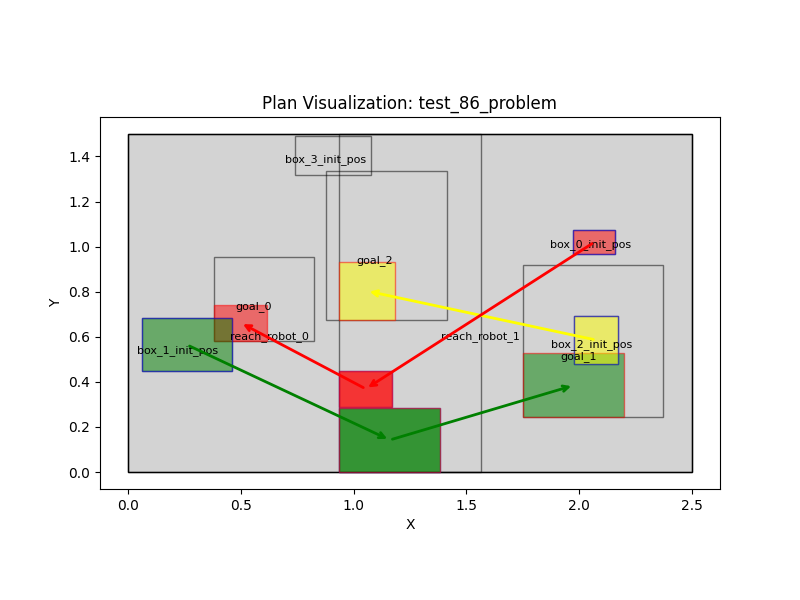 Plan Visualization: test_86_problem
box_3_init_pos
box_0_init_pos
goal_2
goal_0
reach_robot_0
reach_robot_1
box_1_init_pos
box_2_init_pos
goal_1
Y
1.4
1.2
1.0
0.8
0.6
0.4
0.2
0.0
0.0
0.5
1.0
1.5
2.0
2.5
X